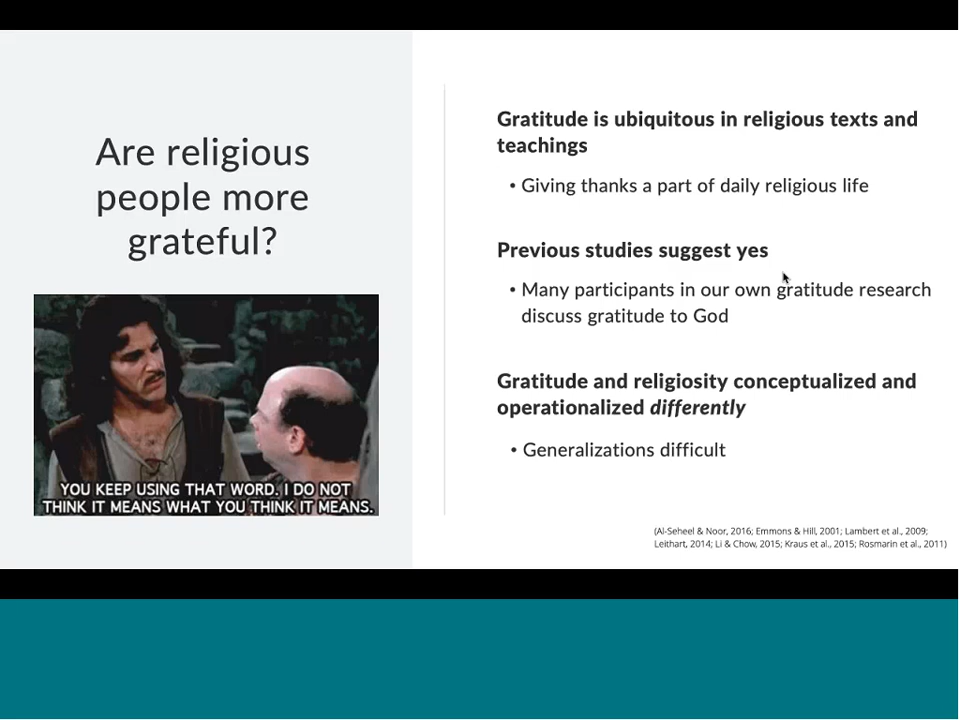 Are religious
people more
grateful?
YOU KEEP USING THAT WORD. I DO NOT
THINK IT MEANS WHAT YOU THINK IT MEANS.
Gratitude is ubiquitous in religious texts and
teachings
• Giving thanks a part of daily religious life
Previous studies suggest yes
• Many participants in our own gratitude research
discuss gratitude to God
Gratitude and religiosity conceptualized and
operationalized differently
• Generalizations difficult
(Al-Seheel & Noor, 2016; Emmons & Hill, 2001; Lambert et al., 2009;
Leithart, 2014; Li & Chow, 2015; Kraus et al., 2015; Rosmarin et al., 2011)